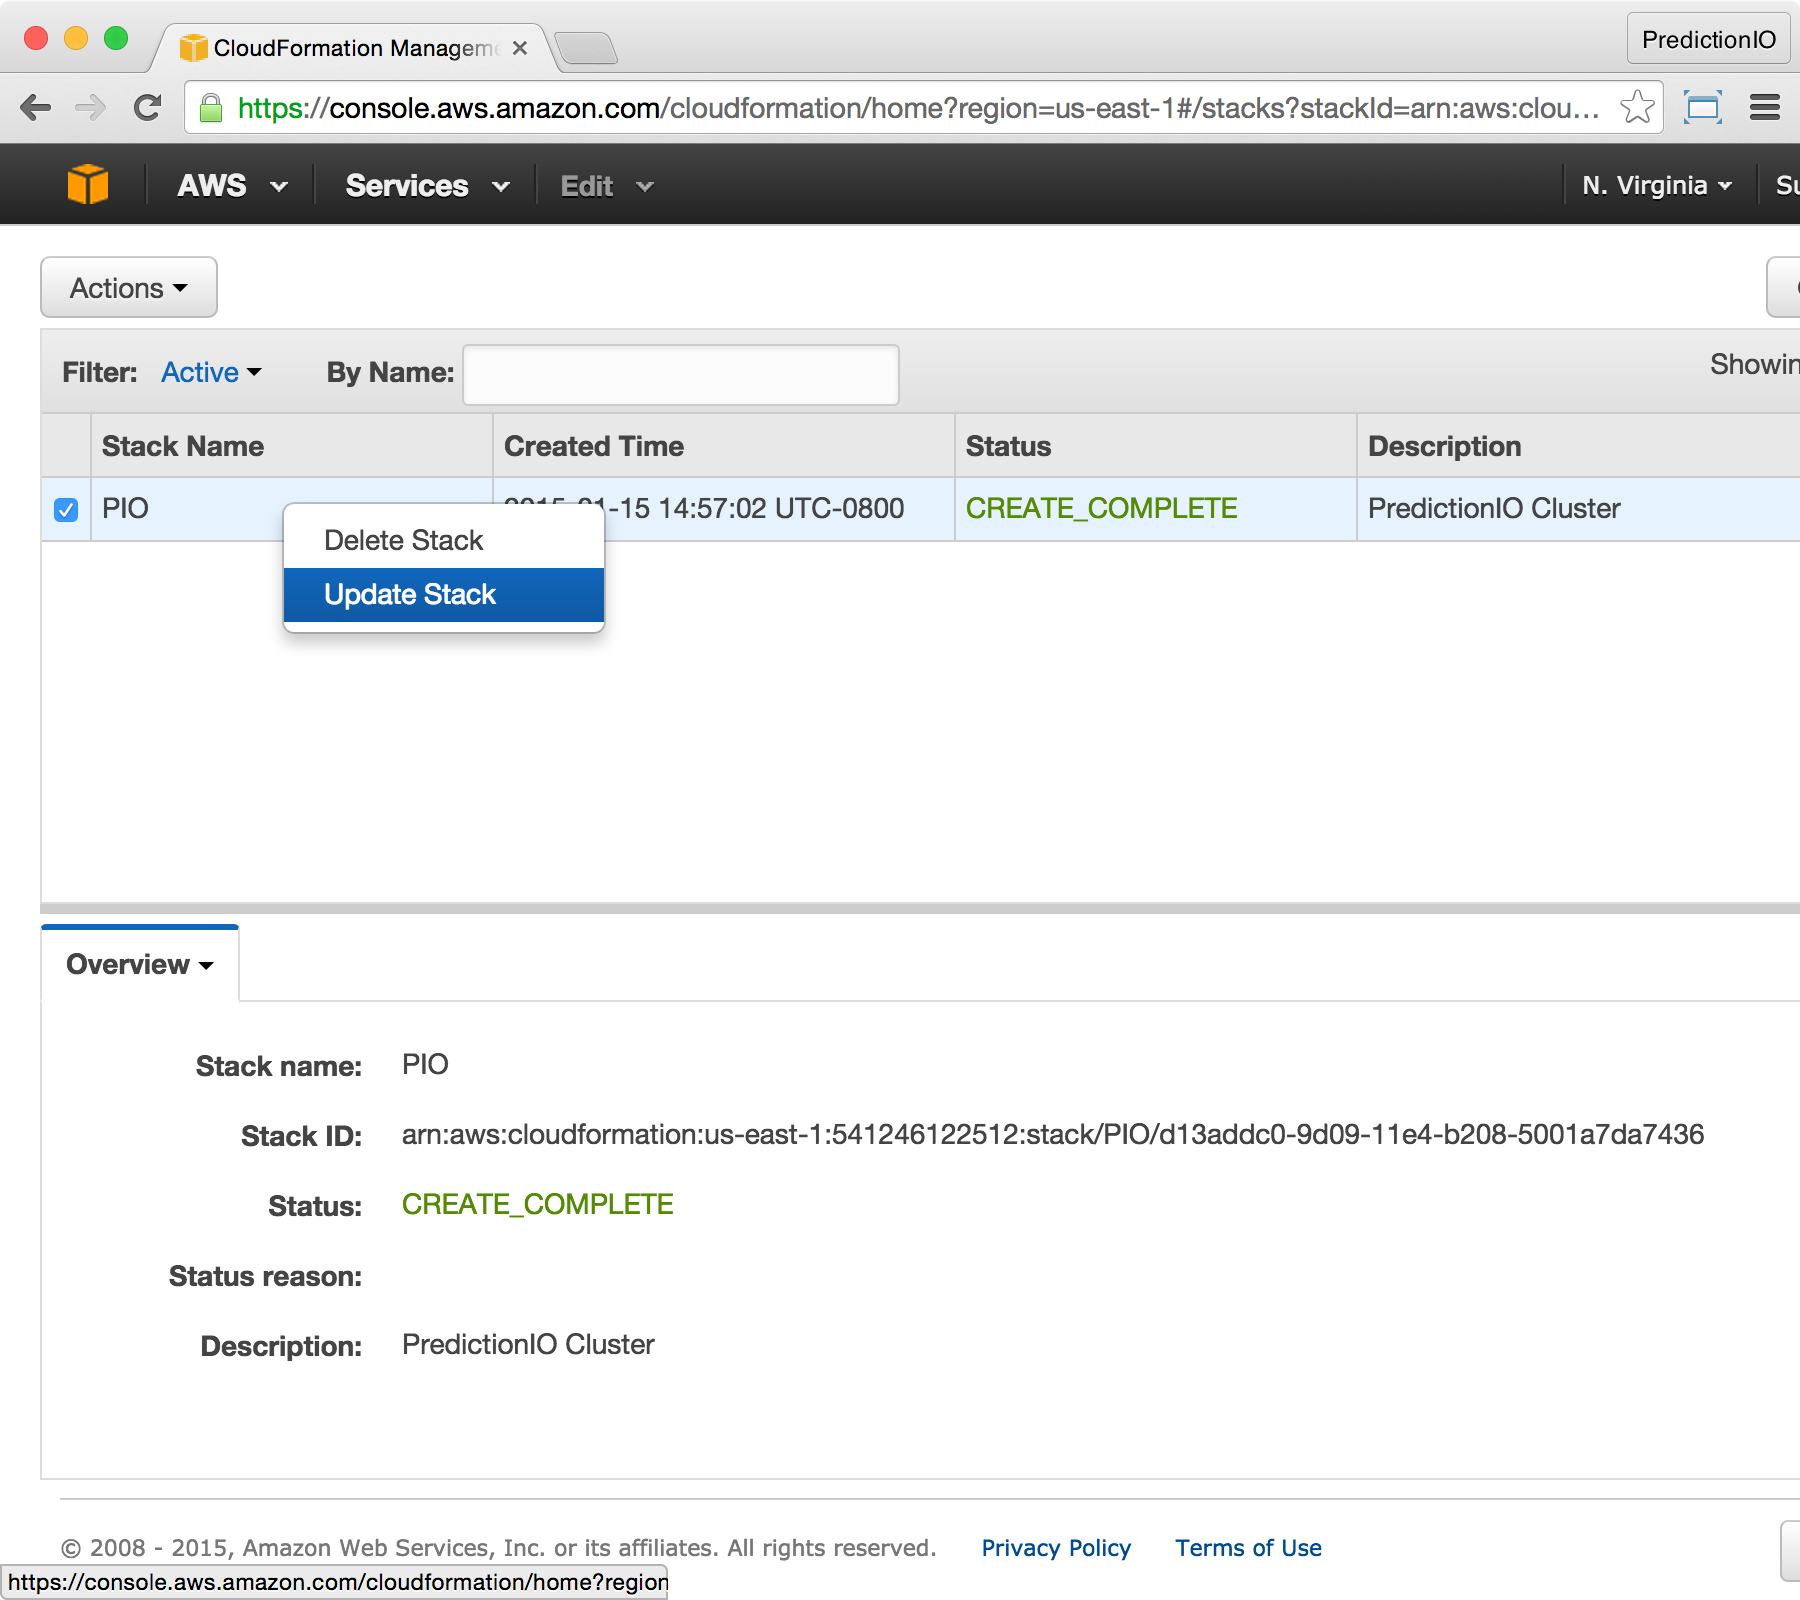 CloudFormation Managem
PredictionIO
https://console.aws.amazon.com/cloudformation/home?region=us-east-1#/stacks?stackId=arn:aws:clou...
AWS Services Edit N. Virginia Su
Actions
Filter: Active By Name: Showin
Stack Name Created Time Status Description
PIO 2015-01-15 14:57:02 UTC-0800 CREATE_COMPLETE PredictionIO Cluster
Delete Stack
Update Stack
Overview
Stack name: PIO
Stack ID: arn:aws:cloudformation:us-east-1:541246122512:stack/PIO/d13addc0-9d09-11e4-b208-5001a7da7436
Status: CREATE_COMPLETE
Status reason:
Description: PredictionIO Cluster
© 2008 - 2015, Amazon Web Services, Inc. or its affiliates. All rights reserved. Privacy Policy Terms of Use
https://console.aws.amazon.com/cloudformation/home?region